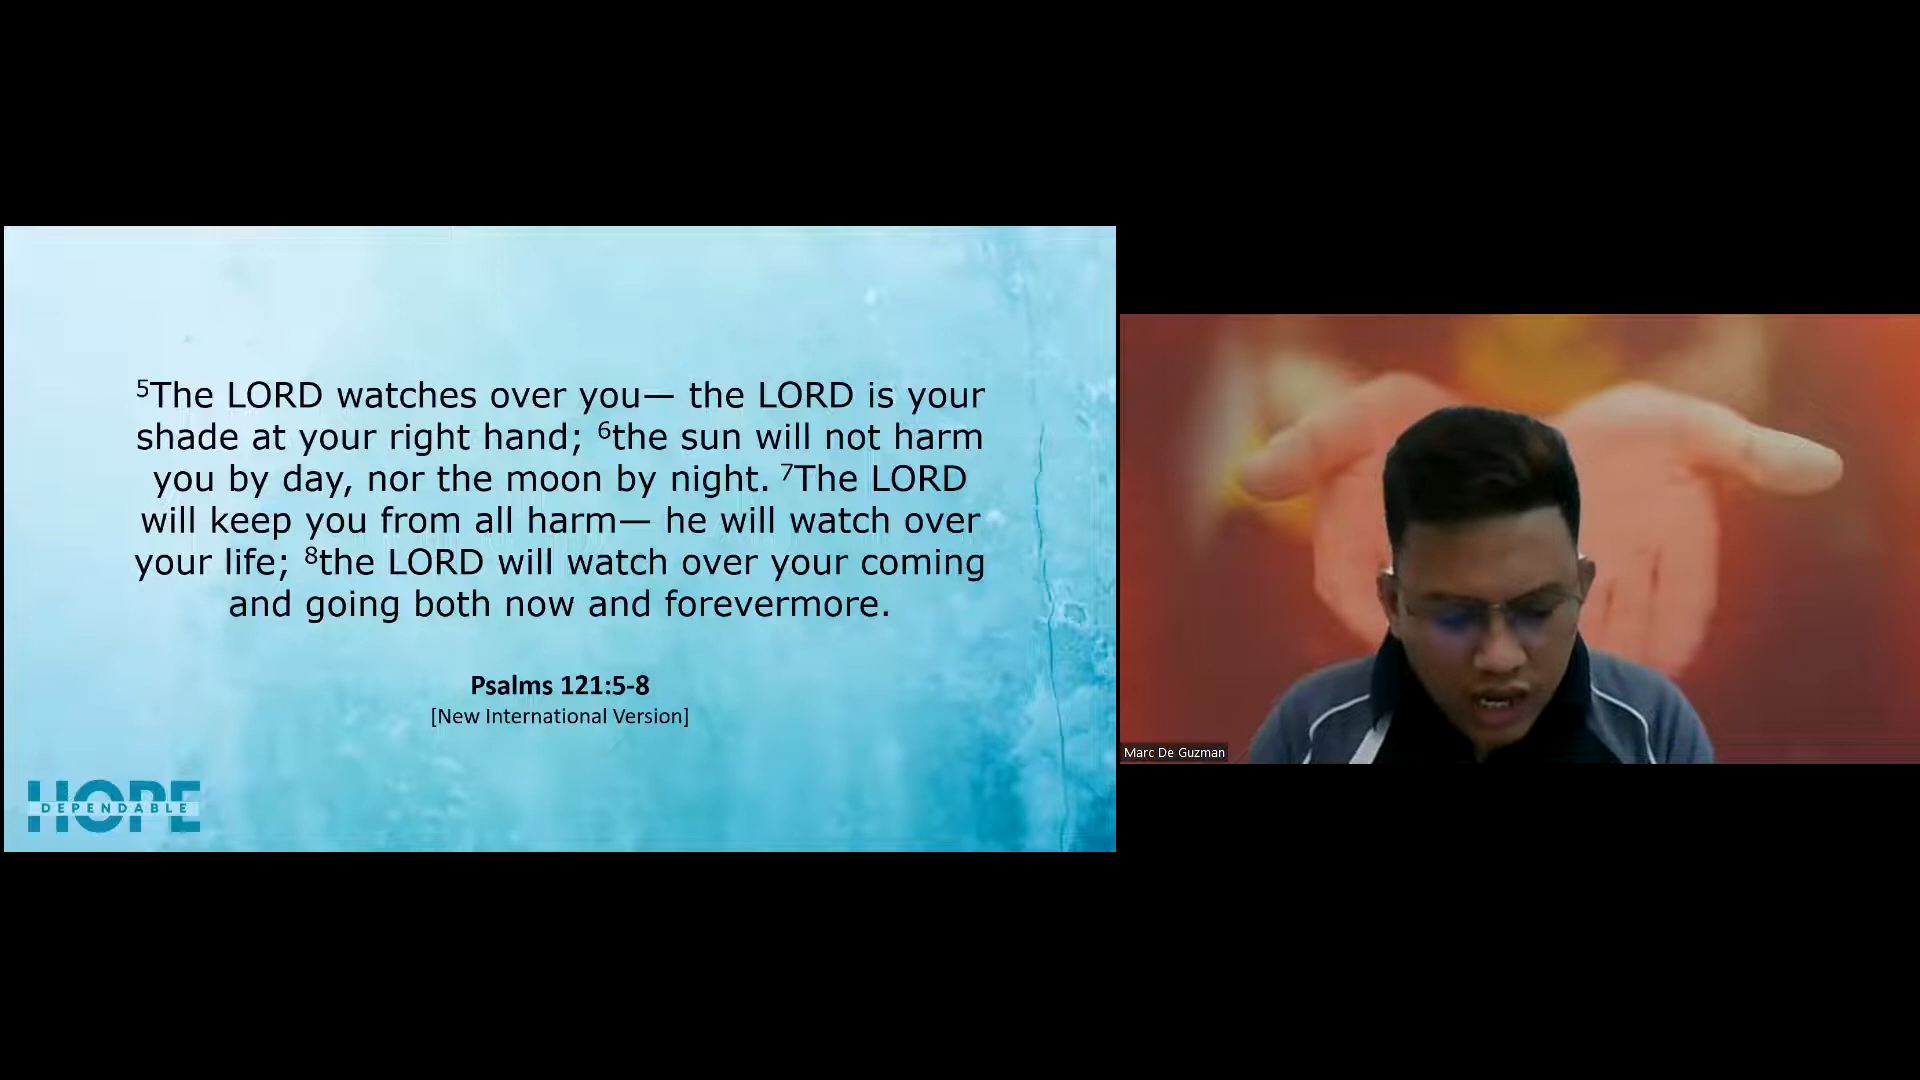 ⁵The LORD watches over you— the LORD is your
shade at your right hand; ⁶the sun will not harm
you by day, nor the moon by night. ⁷The LORD
will keep you from all harm— he will watch over
your life; ⁸the LORD will watch over your coming
and going both now and forevermore.
Psalms 121:5-8
[New International Version]
HOPE
DEPENDABLE
Marc De Guzman